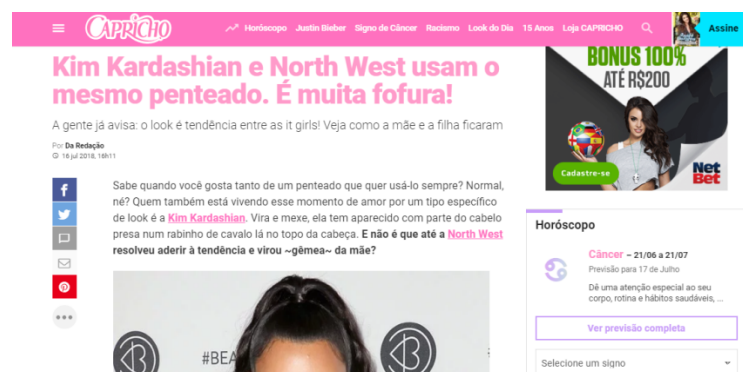 CAPRICHO
Horóscopo Justin Bieber Signo de Câncer Racismo Look do Dia 15 Anos Loja CAPRICHO
Assine
Kim Kardashian e North West usam o
mesmo penteado. É muita fofura!
A gente já avisa: o look é tendência entre as it girls! Veja como a mãe e a filha ficaram
Por Da Redação
16 jul 2018, 16h11
Sabe quando você gosta tanto de um penteado que quer usá-lo sempre? Normal,
né? Quem também está vivendo esse momento de amor por um tipo específico
de look é a Kim Kardashian. Vira e mexe, ela tem aparecido com parte do cabelo
presa num rabinho de cavalo lá no topo da cabeça. E não é que até a North West
resolveu aderir à tendência e virou ~gêmea~ da mãe?
#BEA
BONUS 100%
ATÉ R$200
Cadastre-se
Net
Bet
Horóscopo
Câncer – 21/06 a 21/07
Previsão para 17 de Julho
Dê uma atenção especial ao seu
corpo, rotina e hábitos saudáveis, ...
Ver previsão completa
Selecione um signo